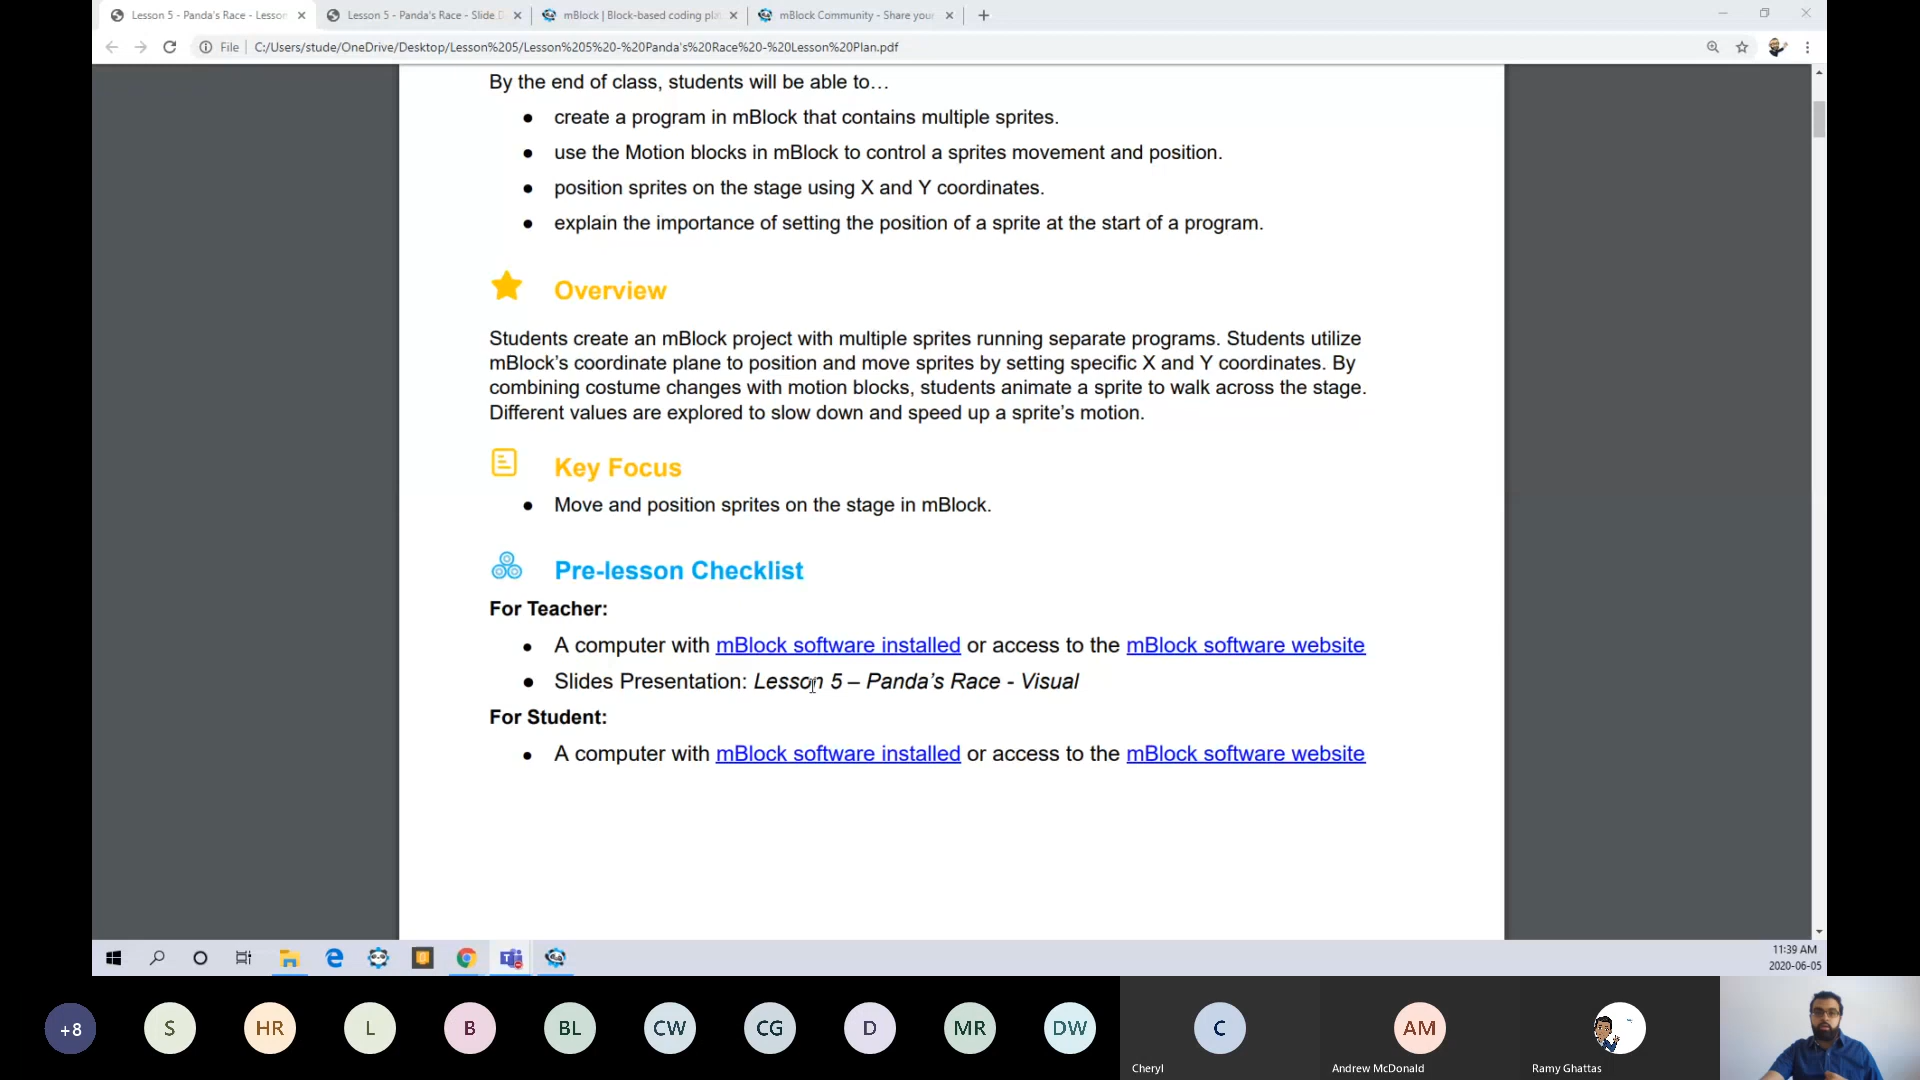 Lesson 5 - Panda's Race - Lesson
Lesson 5 - Panda's Race - Slide D
mBlock | Block-based coding pla
mBlock Community - Share your
File
C:/Users/stude/OneDrive/Desktop/Lesson%205/Lesson%205%20-%20Panda's%20Race%20-%20Lesson%20Plan.pdf
By the end of class, students will be able to…
● create a program in mBlock that contains multiple sprites.
● use the Motion blocks in mBlock to control a sprites movement and position.
● position sprites on the stage using X and Y coordinates.
● explain the importance of setting the position of a sprite at the start of a program.
Overview
Students create an mBlock project with multiple sprites running separate programs. Students utilize
mBlock’s coordinate plane to position and move sprites by setting specific X and Y coordinates. By
combining costume changes with motion blocks, students animate a sprite to walk across the stage.
Different values are explored to slow down and speed up a sprite’s motion.
Key Focus
● Move and position sprites on the stage in mBlock.
Pre-lesson Checklist
For Teacher:
● A computer with mBlock software installed or access to the mBlock software website
● Slides Presentation: Lesson 5 – Panda’s Race - Visual
For Student:
● A computer with mBlock software installed or access to the mBlock software website
11:39 AM
2020-06-05
+8
S
HR
L
B
BL
CW
CG
D
MR
DW
C
AM
Cheryl
Andrew McDonald
Ramy Ghattas